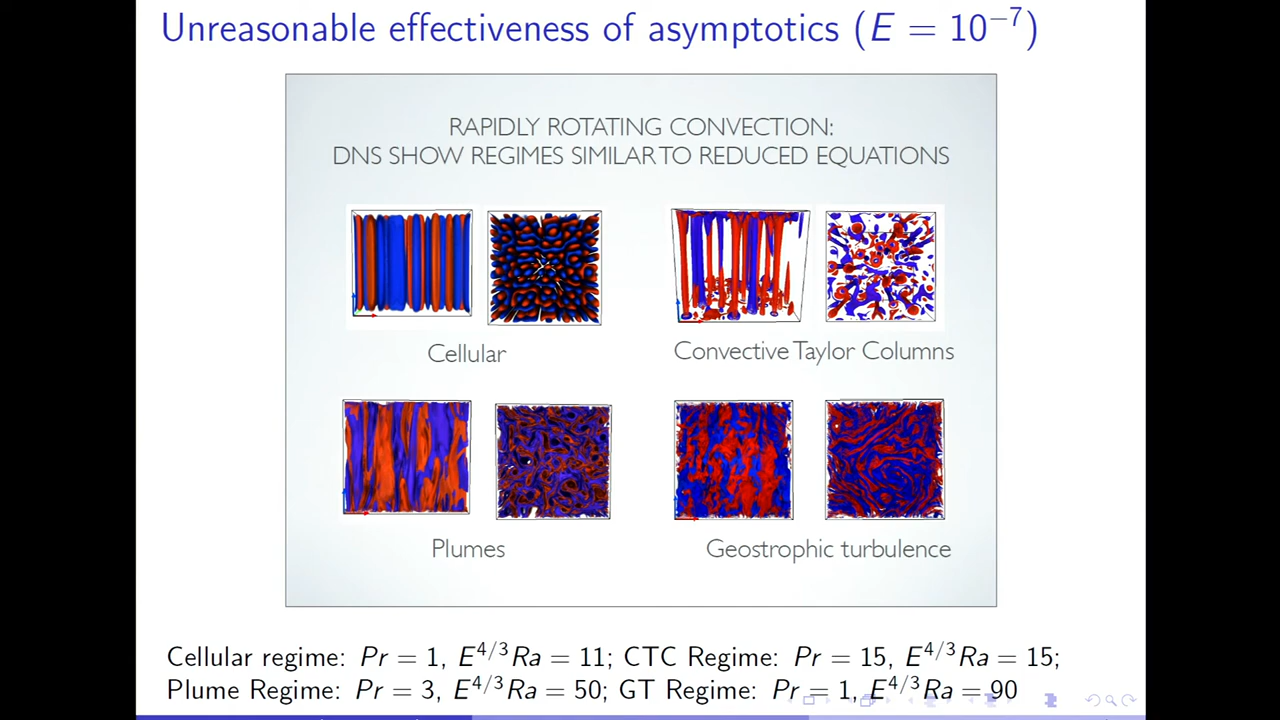 Unreasonable effectiveness of asymptotics (E = 10⁻⁷)
RAPIDLY ROTATING CONVECTION:
DNS SHOW REGIMES SIMILAR TO REDUCED EQUATIONS
Cellular
Convective Taylor Columns
Plumes
Geostrophic turbulence
Cellular regime: Pr = 1, E^{4/3}Ra = 11; CTC Regime: Pr = 15, E^{4/3}Ra = 15;
Plume Regime: Pr = 3, E^{4/3}Ra = 50; GT Regime: Pr = 1, E^{4/3}Ra = 90